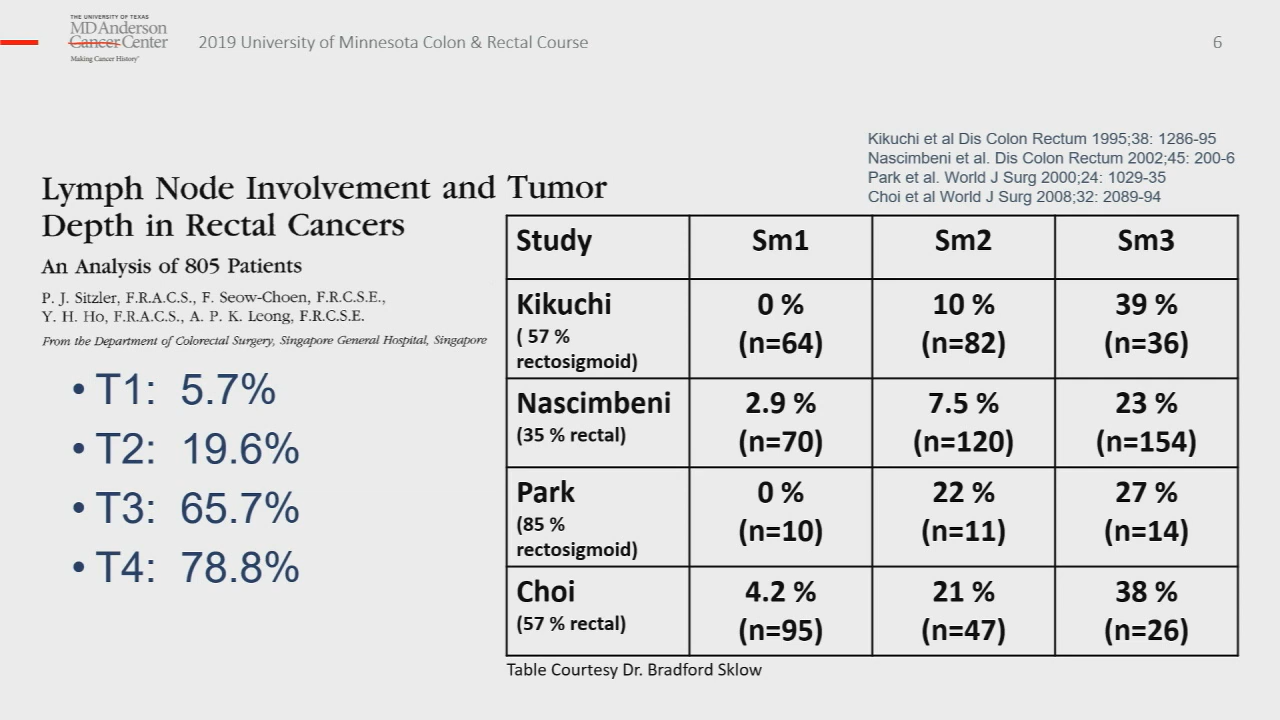 THE UNIVERSITY OF TEXAS
MD Anderson
Cancer Center
Making Cancer History®
2019 University of Minnesota Colon & Rectal Course
6
Kikuchi et al Dis Colon Rectum 1995;38: 1286-95
Nascimbeni et al. Dis Colon Rectum 2002;45: 200-6
Park et al. World J Surg 2000;24: 1029-35
Choi et al World J Surg 2008;32: 2089-94
Lymph Node Involvement and Tumor
Depth in Rectal Cancers
An Analysis of 805 Patients
P. J. Sitzler, F.R.A.C.S., F. Seow-Choen, F.R.C.S.E.,
Y. H. Ho, F.R.A.C.S., A. P. K. Leong, F.R.C.S.E.
From the Department of Colorectal Surgery, Singapore General Hospital, Singapore
• T1: 5.7%
• T2: 19.6%
• T3: 65.7%
• T4: 78.8%
Study Sm1 Sm2 Sm3
Kikuchi 0 % 10 % 39 %
( 57 % (n=64) (n=82) (n=36)
rectosigmoid)
Nascimbeni 2.9 % 7.5 % 23 %
(35 % rectal) (n=70) (n=120) (n=154)
Park 0 % 22 % 27 %
(85 % (n=10) (n=11) (n=14)
rectosigmoid)
Choi 4.2 % 21 % 38 %
(57 % rectal) (n=95) (n=47) (n=26)
Table Courtesy Dr. Bradford Sklow